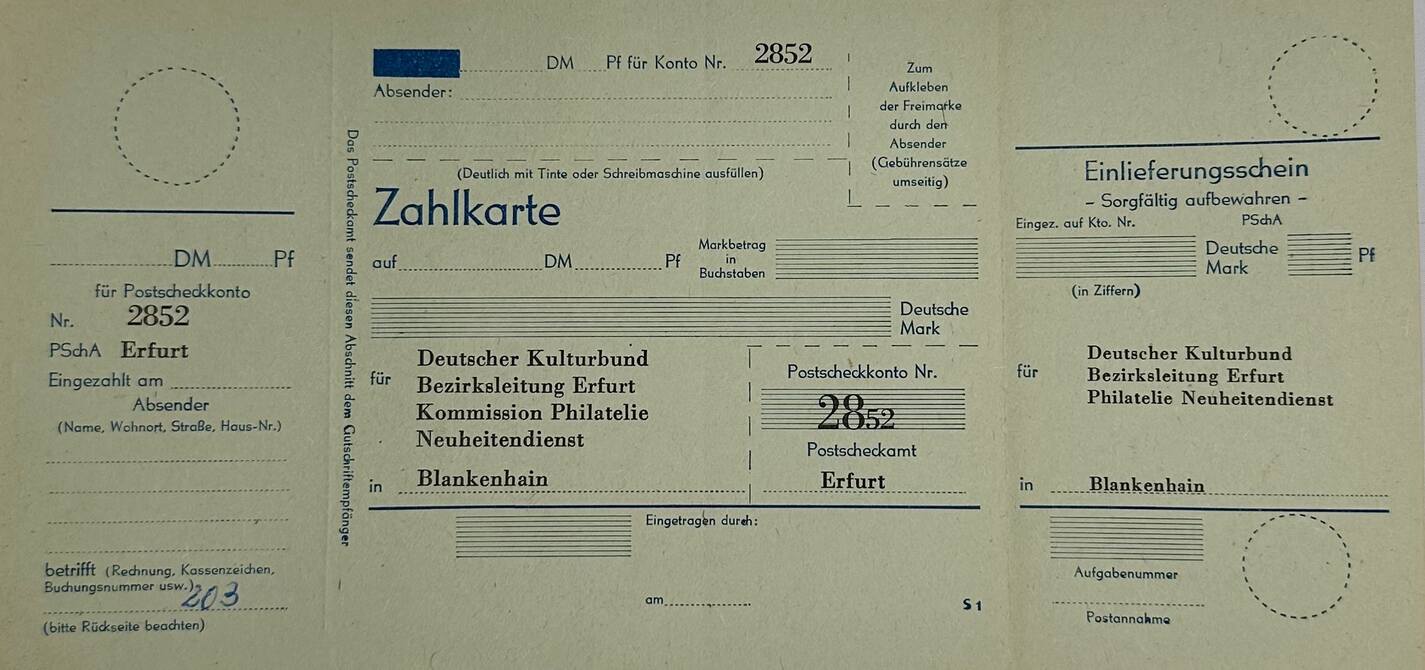 DM Pf
für Postscheckkonto
Nr. 2852
PSchA Erfurt
Eingezahlt am
Absender
(Name, Wohnort, Straße, Haus-Nr.)
betrifft (Rechnung, Kassenzeichen,
Buchungsnummer usw.)
203
(bitte Rückseite beachten)
Das Postscheckamt sendet diesen Abschnitt dem Gutschriftempfänger
DM Pf für Konto Nr. 2852
Absender:
(Deutlich mit Tinte oder Schreibmaschine ausfüllen)
Zum
Aufkleben
der Freimarke
durch den
Absender
(Gebührensätze
umseitig)
Zahlkarte
auf DM Pf
Markbetrag
in
Buchstaben
Deutsche
Mark
für
Deutscher Kulturbund
Bezirksleitung Erfurt
Kommission Philatelie
Neuheitendienst
in Blankenhain
Postscheckkonto Nr.
2852
Postscheckamt
Erfurt
Eingetragen durch:
am
S 1
Einlieferungsschein
– Sorgfältig aufbewahren –
Eingez. auf Kto. Nr. PSchA
Deutsche
Mark
Pf
(in Ziffern)
für
Deutscher Kulturbund
Bezirksleitung Erfurt
Philatelie Neuheitendienst
in Blankenhain
Aufgabenummer
Postannahme